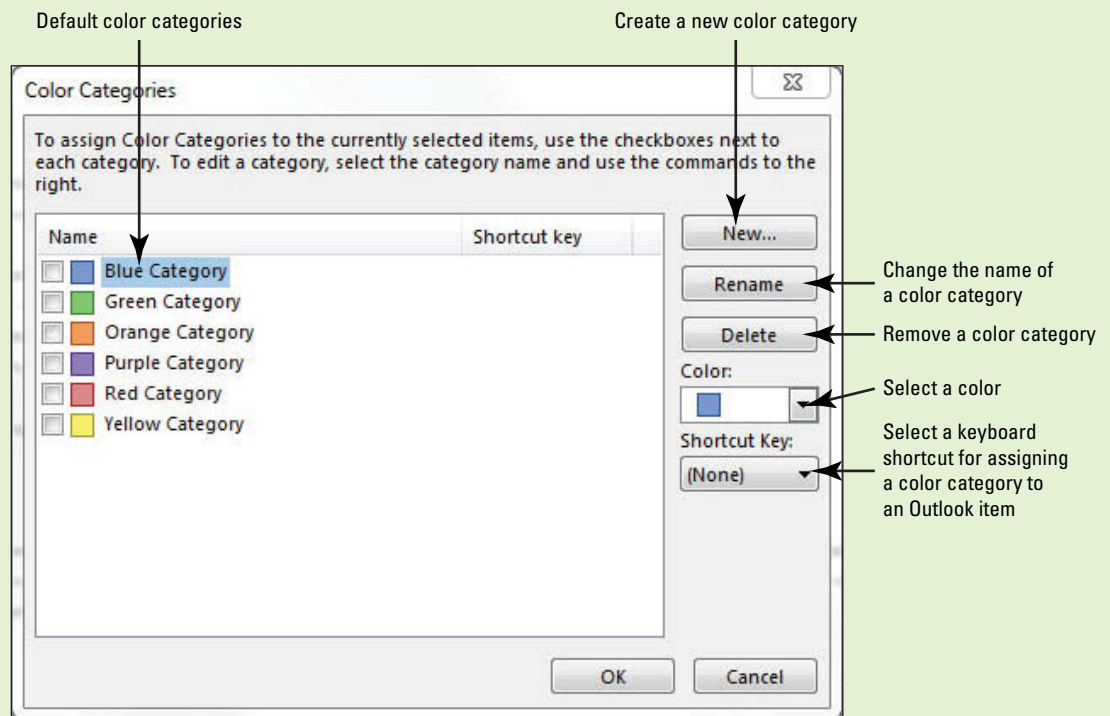 Default color categories
Create a new color category
Color Categories
To assign Color Categories to the currently selected items, use the checkboxes next to
each category. To edit a category, select the category name and use the commands to the
right.
Name
Shortcut key
Blue Category
Green Category
Orange Category
Purple Category
Red Category
Yellow Category
New...
Rename
Delete
Color:
Shortcut Key:
(None)
Change the name of
a color category
Remove a color category
Select a color
Select a keyboard
shortcut for assigning
a color category to
an Outlook item
OK
Cancel